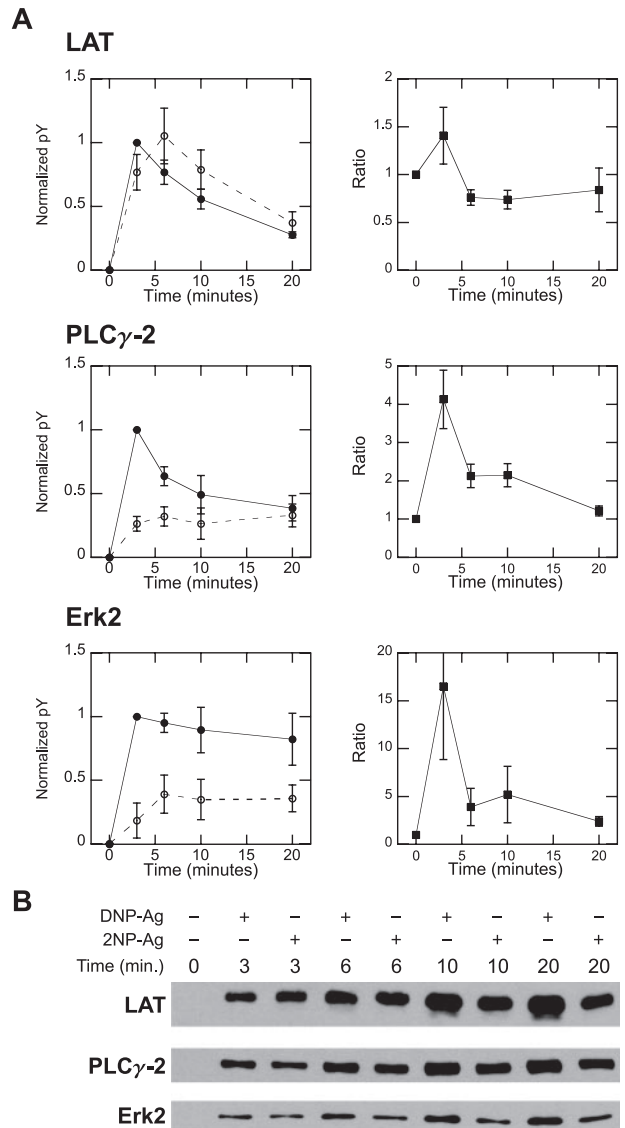 A
LAT
1.5
1
0.5
0
Normalized pY
0 5 10 15 20
Time (minutes)
2
1.5
1
0.5
0
Ratio
0 5 10 15 20
Time (minutes)
PLCγ-2
1.5
1
0.5
0
Normalized pY
0 5 10 15 20
Time (minutes)
5
4
3
2
1
0
Ratio
0 5 10 15 20
Time (minutes)
Erk2
1.5
1
0.5
0
Normalized pY
0 5 10 15 20
Time (minutes)
20
15
10
5
0
Ratio
0 5 10 15 20
Time (minutes)
B
DNP-Ag – + – + – + – + –
2NP-Ag – – + – + – + – +
Time (min.) 0 3 3 6 6 10 10 20 20
LAT
PLCγ-2
Erk2